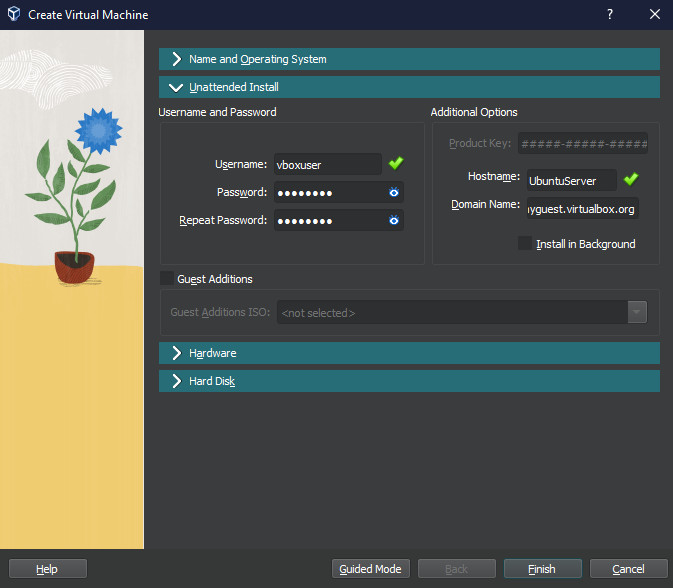 Create Virtual Machine
?
Name and Operating System
Unattended Install
Username and Password
Additional Options
Username: vboxuser
Password: ●●●●●●●●
Repeat Password: ●●●●●●●●
Product Key: #####-#####-#####
Hostname: UbuntuServer
Domain Name: myguest.virtualbox.org
Install in Background
Guest Additions
Guest Additions ISO: <not selected>
Hardware
Hard Disk
Help
Guided Mode
Back
Finish
Cancel